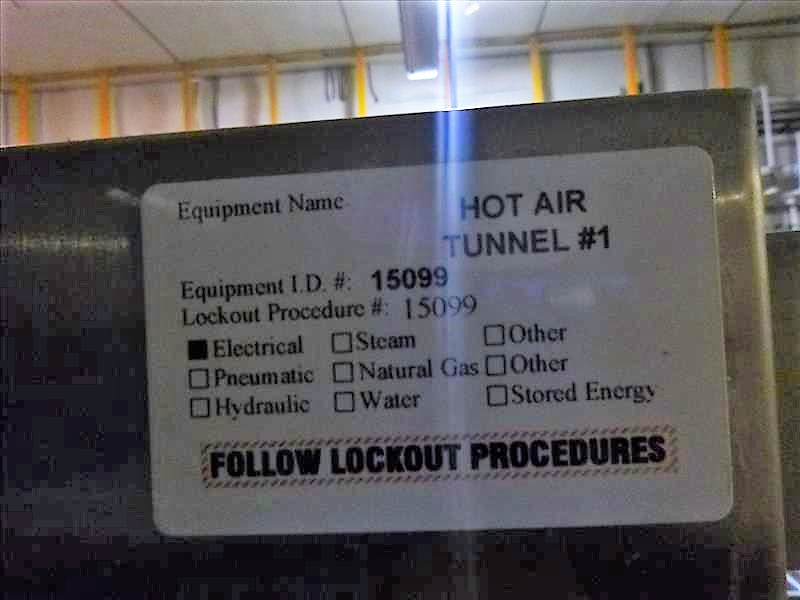 Equipment Name
HOT AIR
TUNNEL #1
Equipment I.D. #: 15099
Lockout Procedure #: 15099
■ Electrical □ Steam □ Other
□ Pneumatic □ Natural Gas □ Other
□ Hydraulic □ Water □ Stored Energy
FOLLOW LOCKOUT PROCEDURES